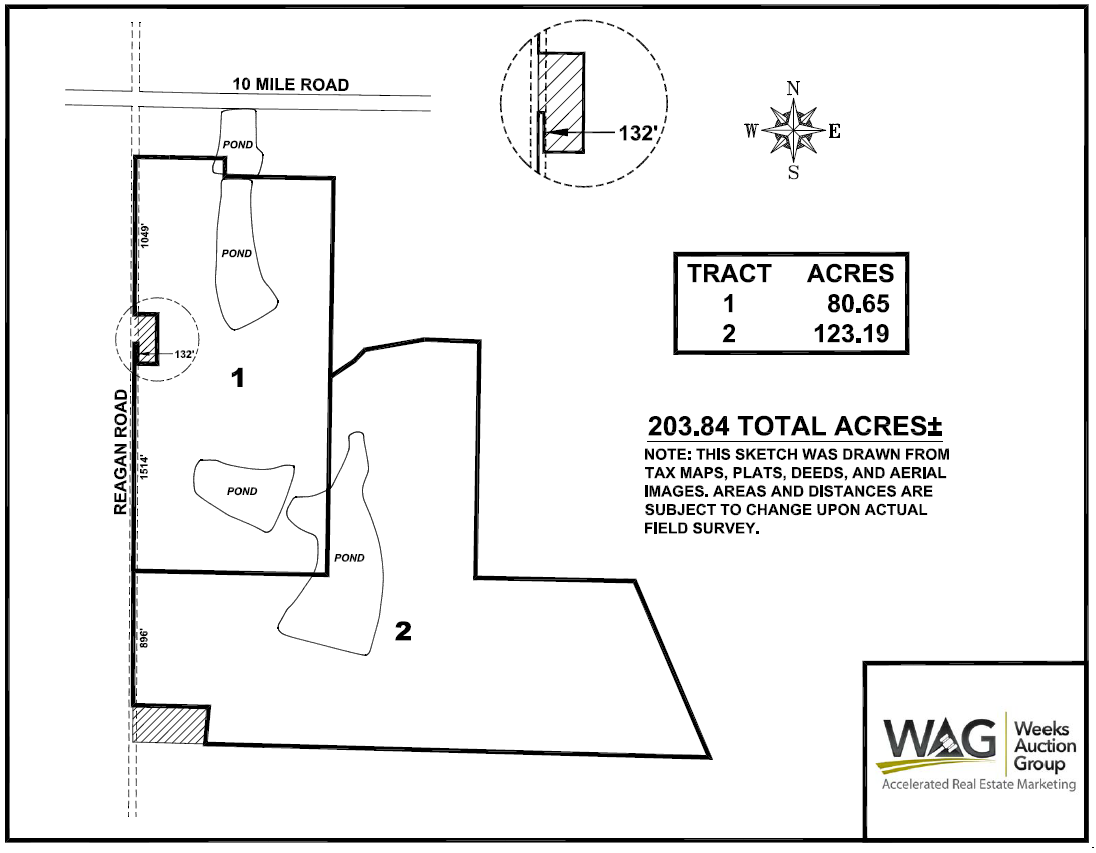 10 MILE ROAD
132'
N
W E
S
POND
POND
1049'
TRACT ACRES
1 80.65
2 123.19
132'
1
REAGAN ROAD
203.84 TOTAL ACRES±
NOTE: THIS SKETCH WAS DRAWN FROM
TAX MAPS, PLATS, DEEDS, AND AERIAL
IMAGES. AREAS AND DISTANCES ARE
SUBJECT TO CHANGE UPON ACTUAL
FIELD SURVEY.
1514'
POND
POND
896'
2
WAG
Weeks
Auction
Group
Accelerated Real Estate Marketing